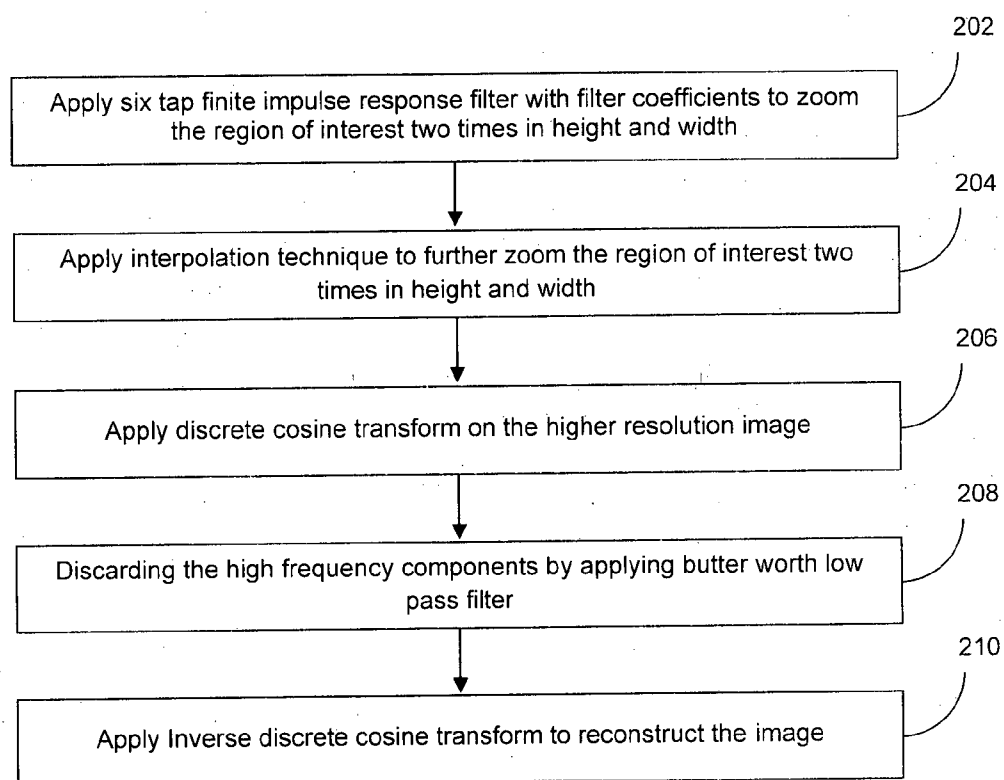 202
Apply six tap finite impulse response filter with filter coefficients to zoom
the region of interest two times in height and width
204
Apply interpolation technique to further zoom the region of interest two
times in height and width
206
Apply discrete cosine transform on the higher resolution image
208
Discarding the high frequency components by applying butter worth low
pass filter
210
Apply Inverse discrete cosine transform to reconstruct the image